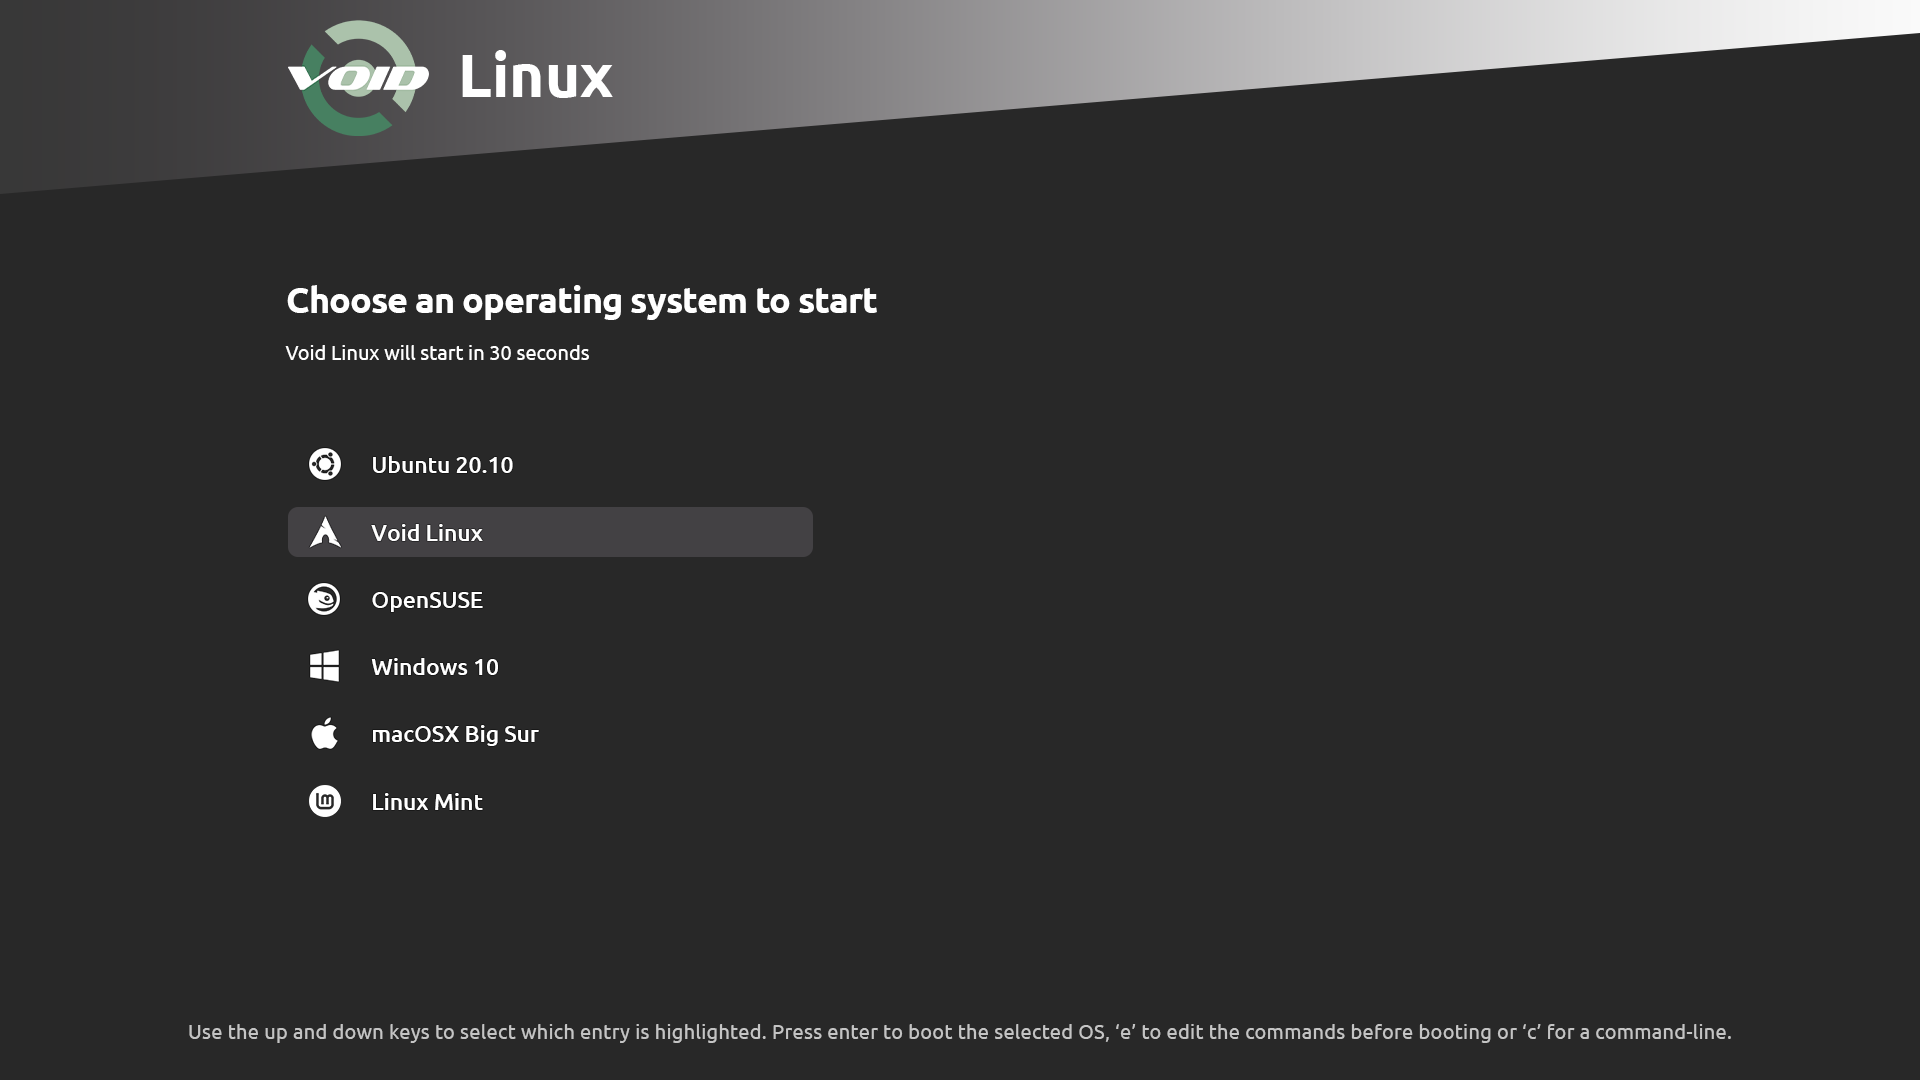 VOID Linux
Choose an operating system to start
Void Linux will start in 30 seconds
Ubuntu 20.10
Void Linux
OpenSUSE
Windows 10
macOSX Big Sur
Linux Mint
Use the up and down keys to select which entry is highlighted. Press enter to boot the selected OS, ‘e’ to edit the commands before booting or ‘c’ for a command-line.